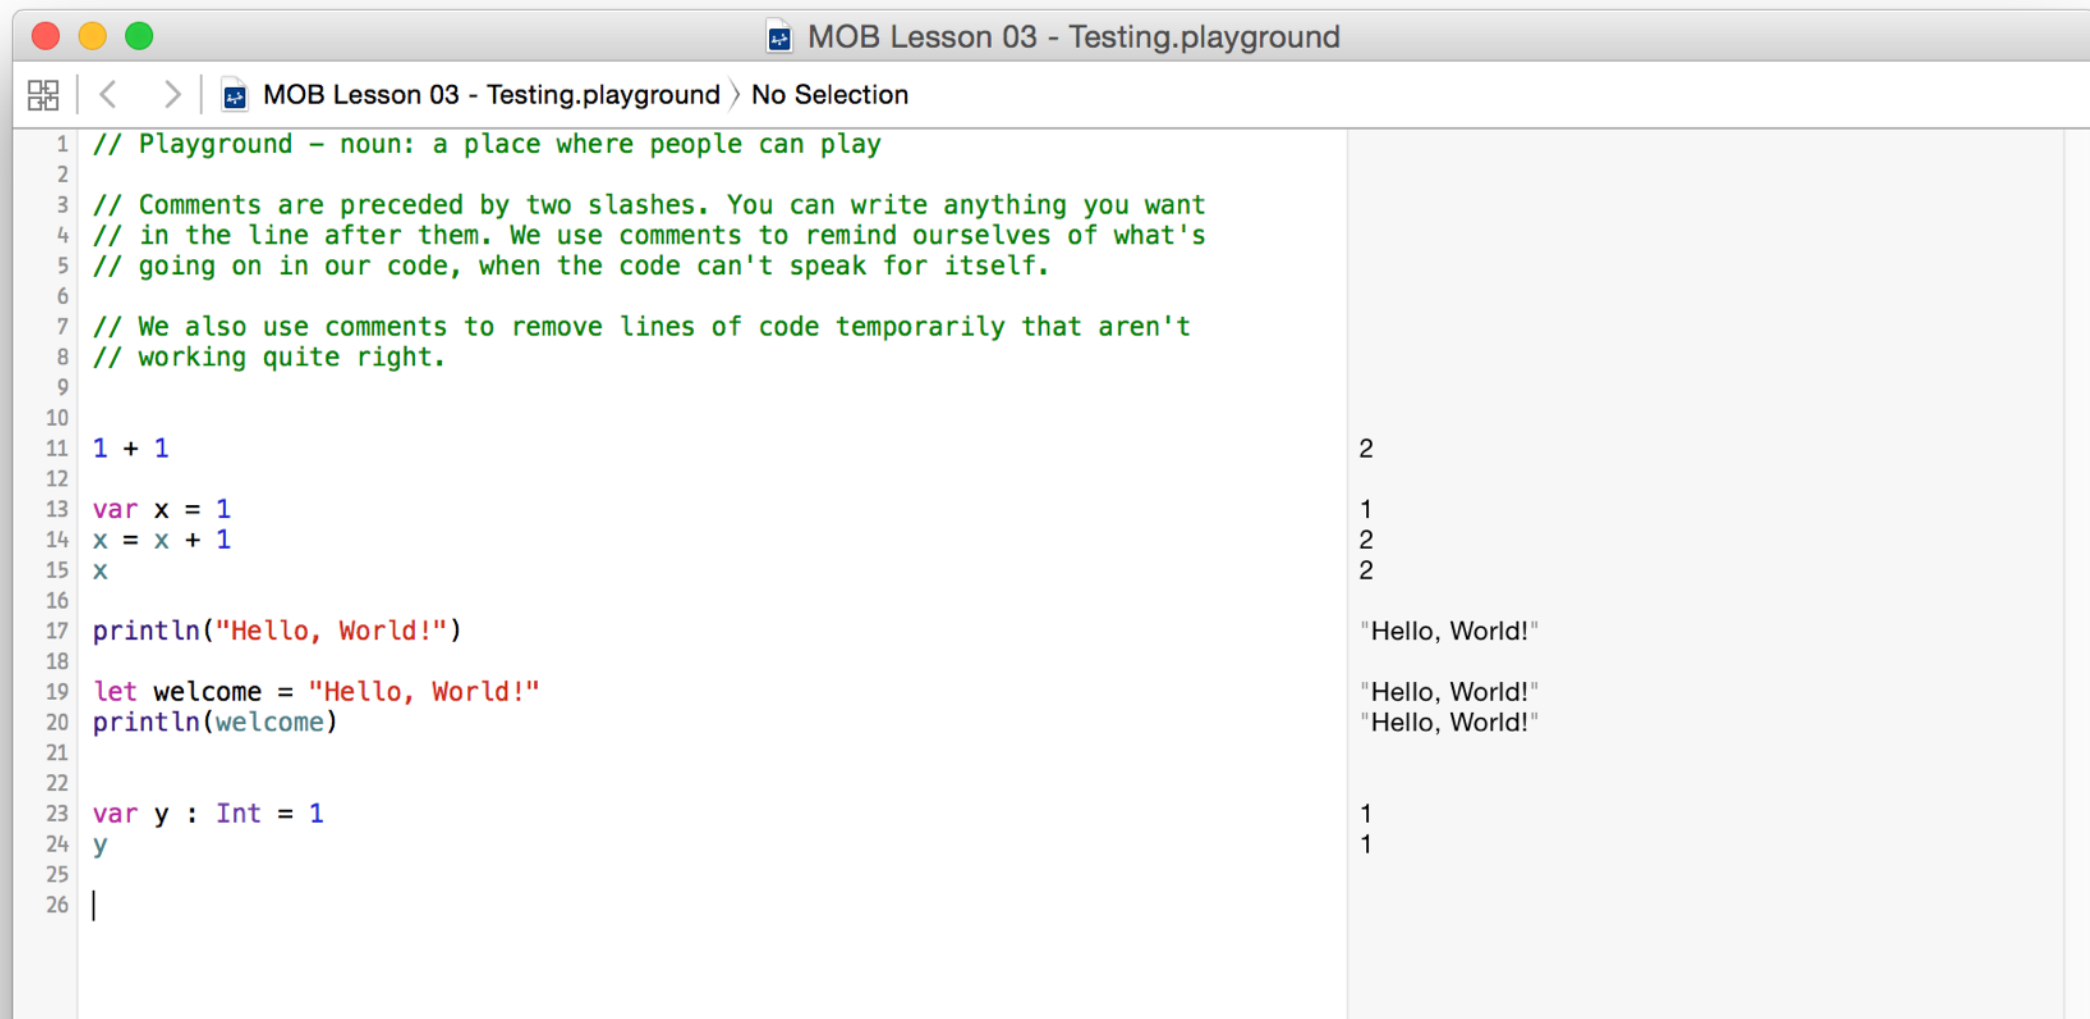 MOB Lesson 03 - Testing.playground
MOB Lesson 03 - Testing.playground 〉 No Selection
1 // Playground – noun: a place where people can play
2
3 // Comments are preceded by two slashes. You can write anything you want
4 // in the line after them. We use comments to remind ourselves of what's
5 // going on in our code, when the code can't speak for itself.
6
7 // We also use comments to remove lines of code temporarily that aren't
8 // working quite right.
9
10
11 1 + 1 2
12
13 var x = 1 1
14 x = x + 1 2
15 x 2
16
17 println("Hello, World!") "Hello, World!"
18
19 let welcome = "Hello, World!" "Hello, World!"
20 println(welcome) "Hello, World!"
21
22
23 var y : Int = 1 1
24 y 1
25
26